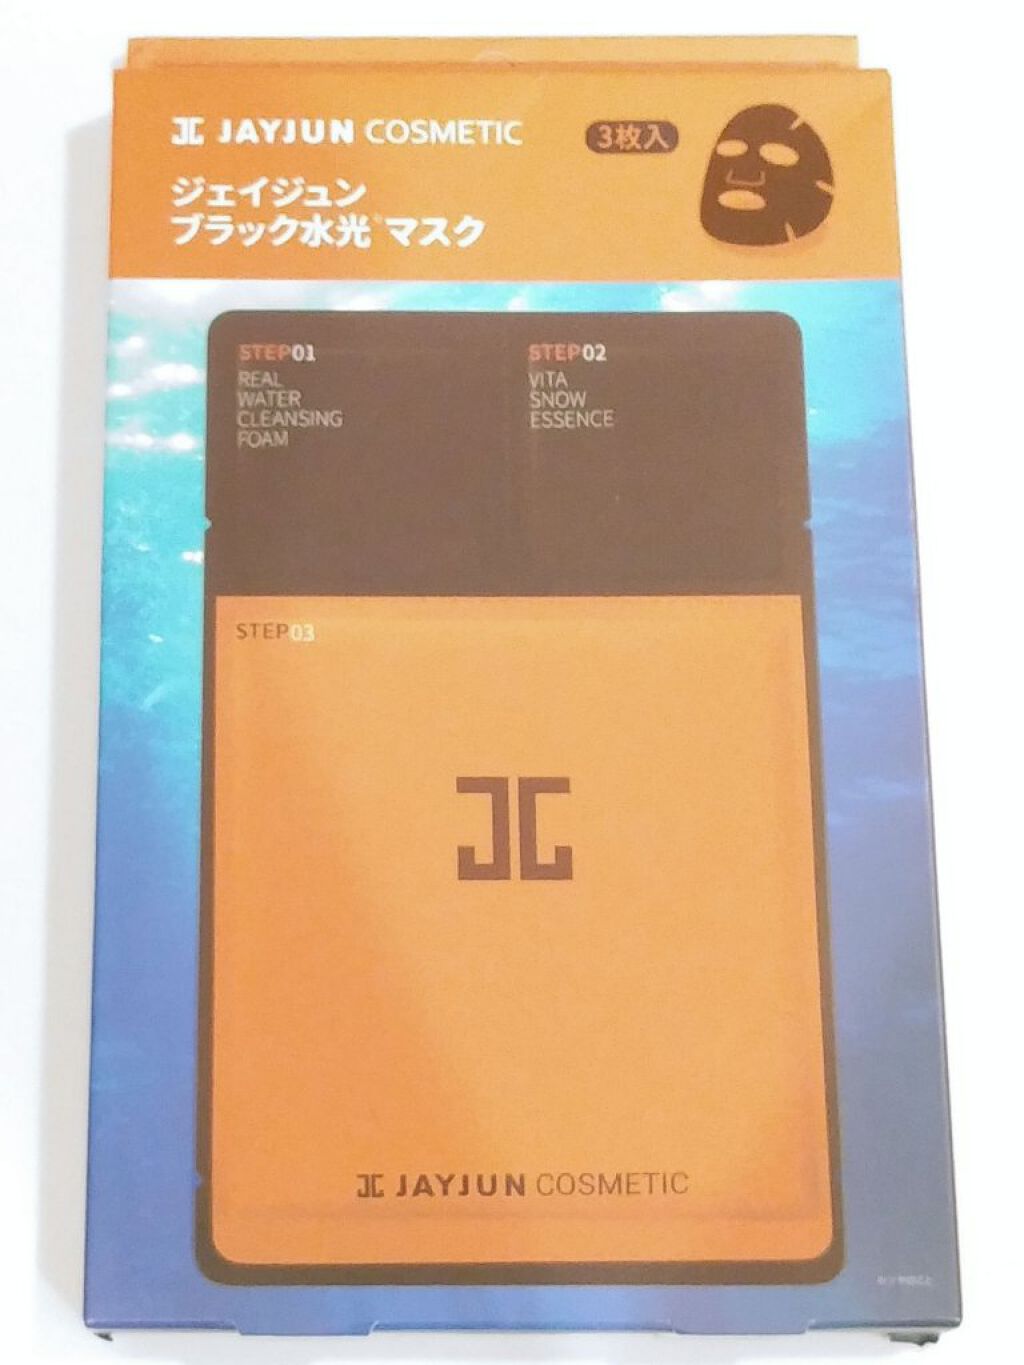 JAYJUN COSMETIC
3枚入
ジェイジュン
ブラック水光※マスク
STEP01
REAL
WATER
CLEANSING
FOAM
STEP02
VITA
SNOW
ESSENCE
STEP03
JAYJUN COSMETIC